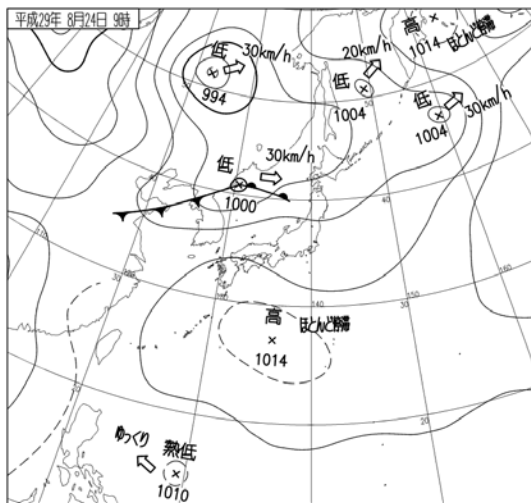 平成29年 8月24日 9時
低
30km/h
994
20km/h
低
1004
高
1014
ほとんど停滞
低
1004
30km/h
低
30km/h
1000
40
140
30
150
高
ほとんど停滞
1014
ゆっくり
熱低
1010